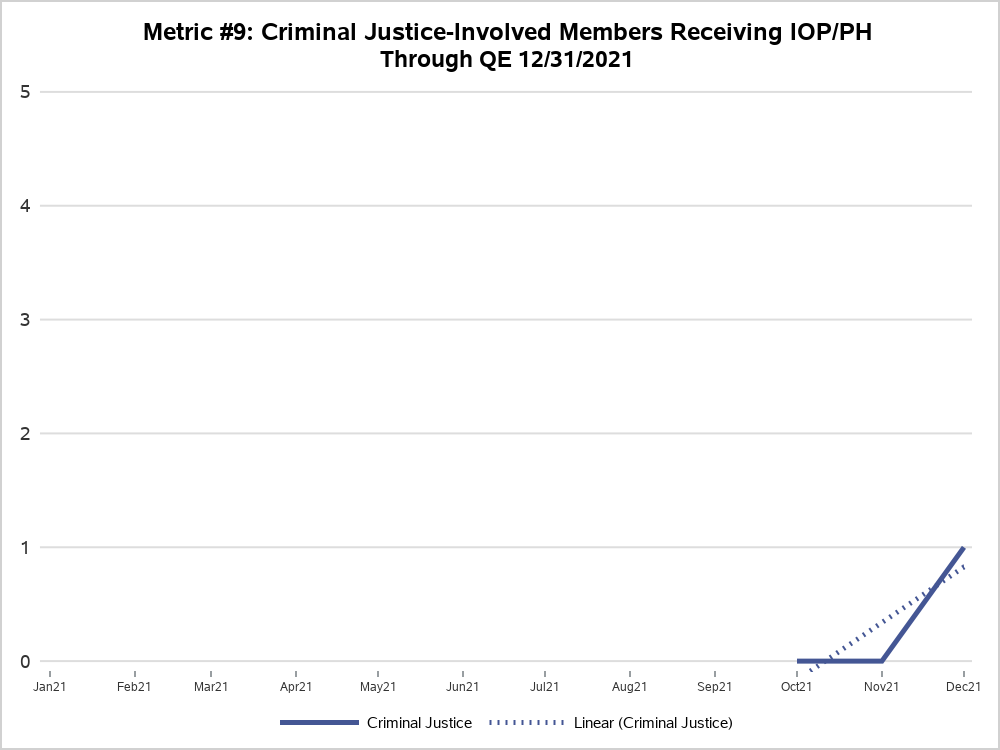 Metric #9: Criminal Justice-Involved Members Receiving IOP/PH
Through QE 12/31/2021
5
4
3
2
1
0
Jan21 Feb21 Mar21 Apr21 May21 Jun21 Jul21 Aug21 Sep21 Oct21 Nov21 Dec21
Criminal Justice Linear (Criminal Justice)